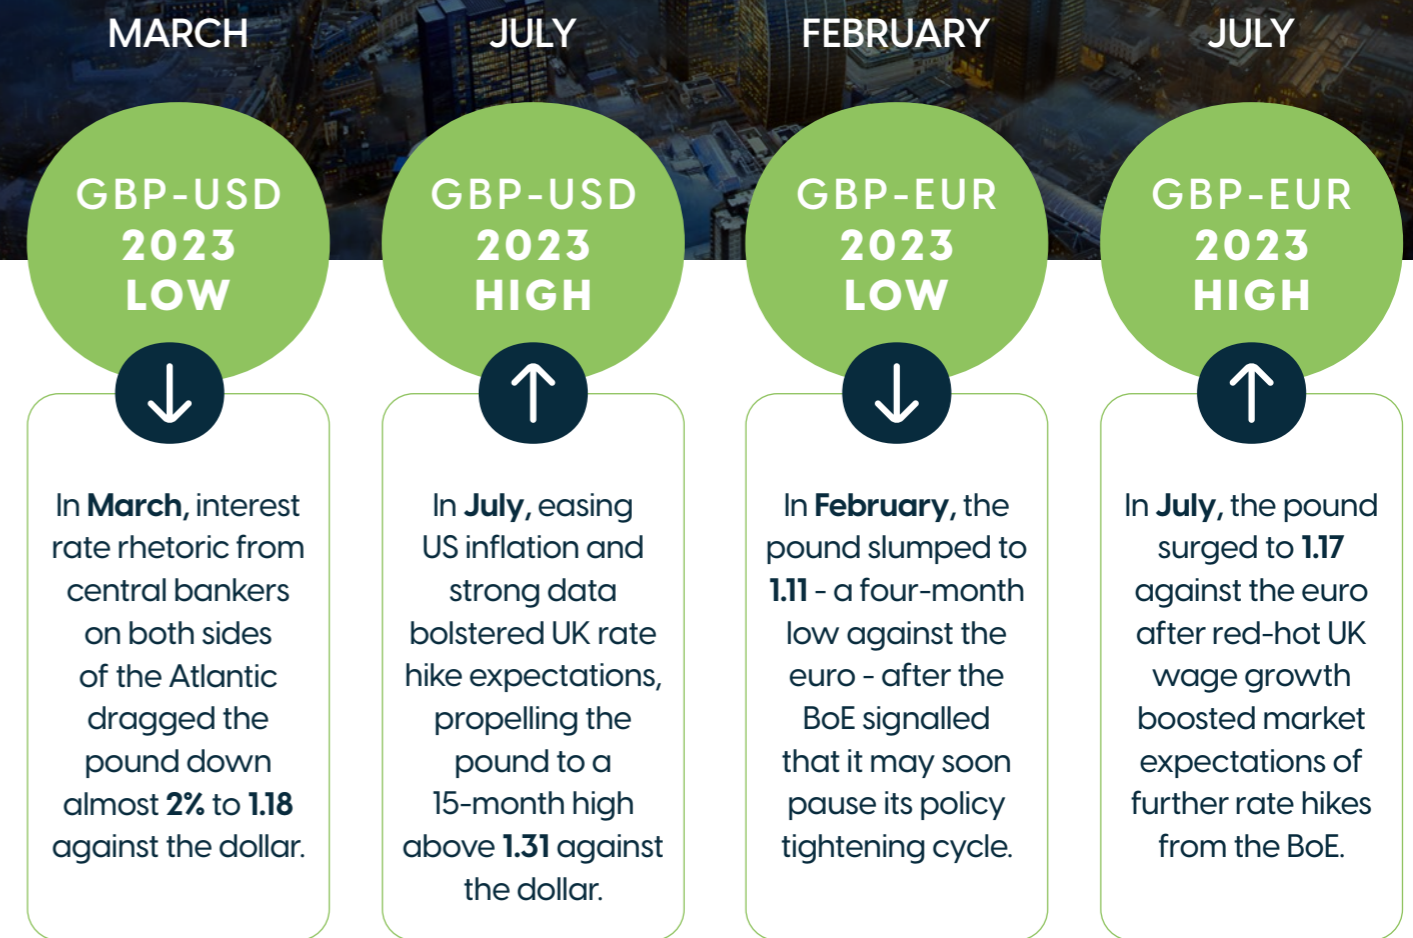 MARCH
GBP-USD
2023
LOW
In March, interest
rate rhetoric from
central bankers
on both sides
of the Atlantic
dragged the
pound down
almost 2% to 1.18
against the dollar.
JULY
GBP-USD
2023
HIGH
In July, easing
US inflation and
strong data
bolstered UK rate
hike expectations,
propelling the
pound to a
15-month high
above 1.31 against
the dollar.
FEBRUARY
GBP-EUR
2023
LOW
In February, the
pound slumped to
1.11 - a four-month
low against the
euro - after the
BoE signalled
that it may soon
pause its policy
tightening cycle.
JULY
GBP-EUR
2023
HIGH
In July, the pound
surged to 1.17
against the euro
after red-hot UK
wage growth
boosted market
expectations of
further rate hikes
from the BoE.